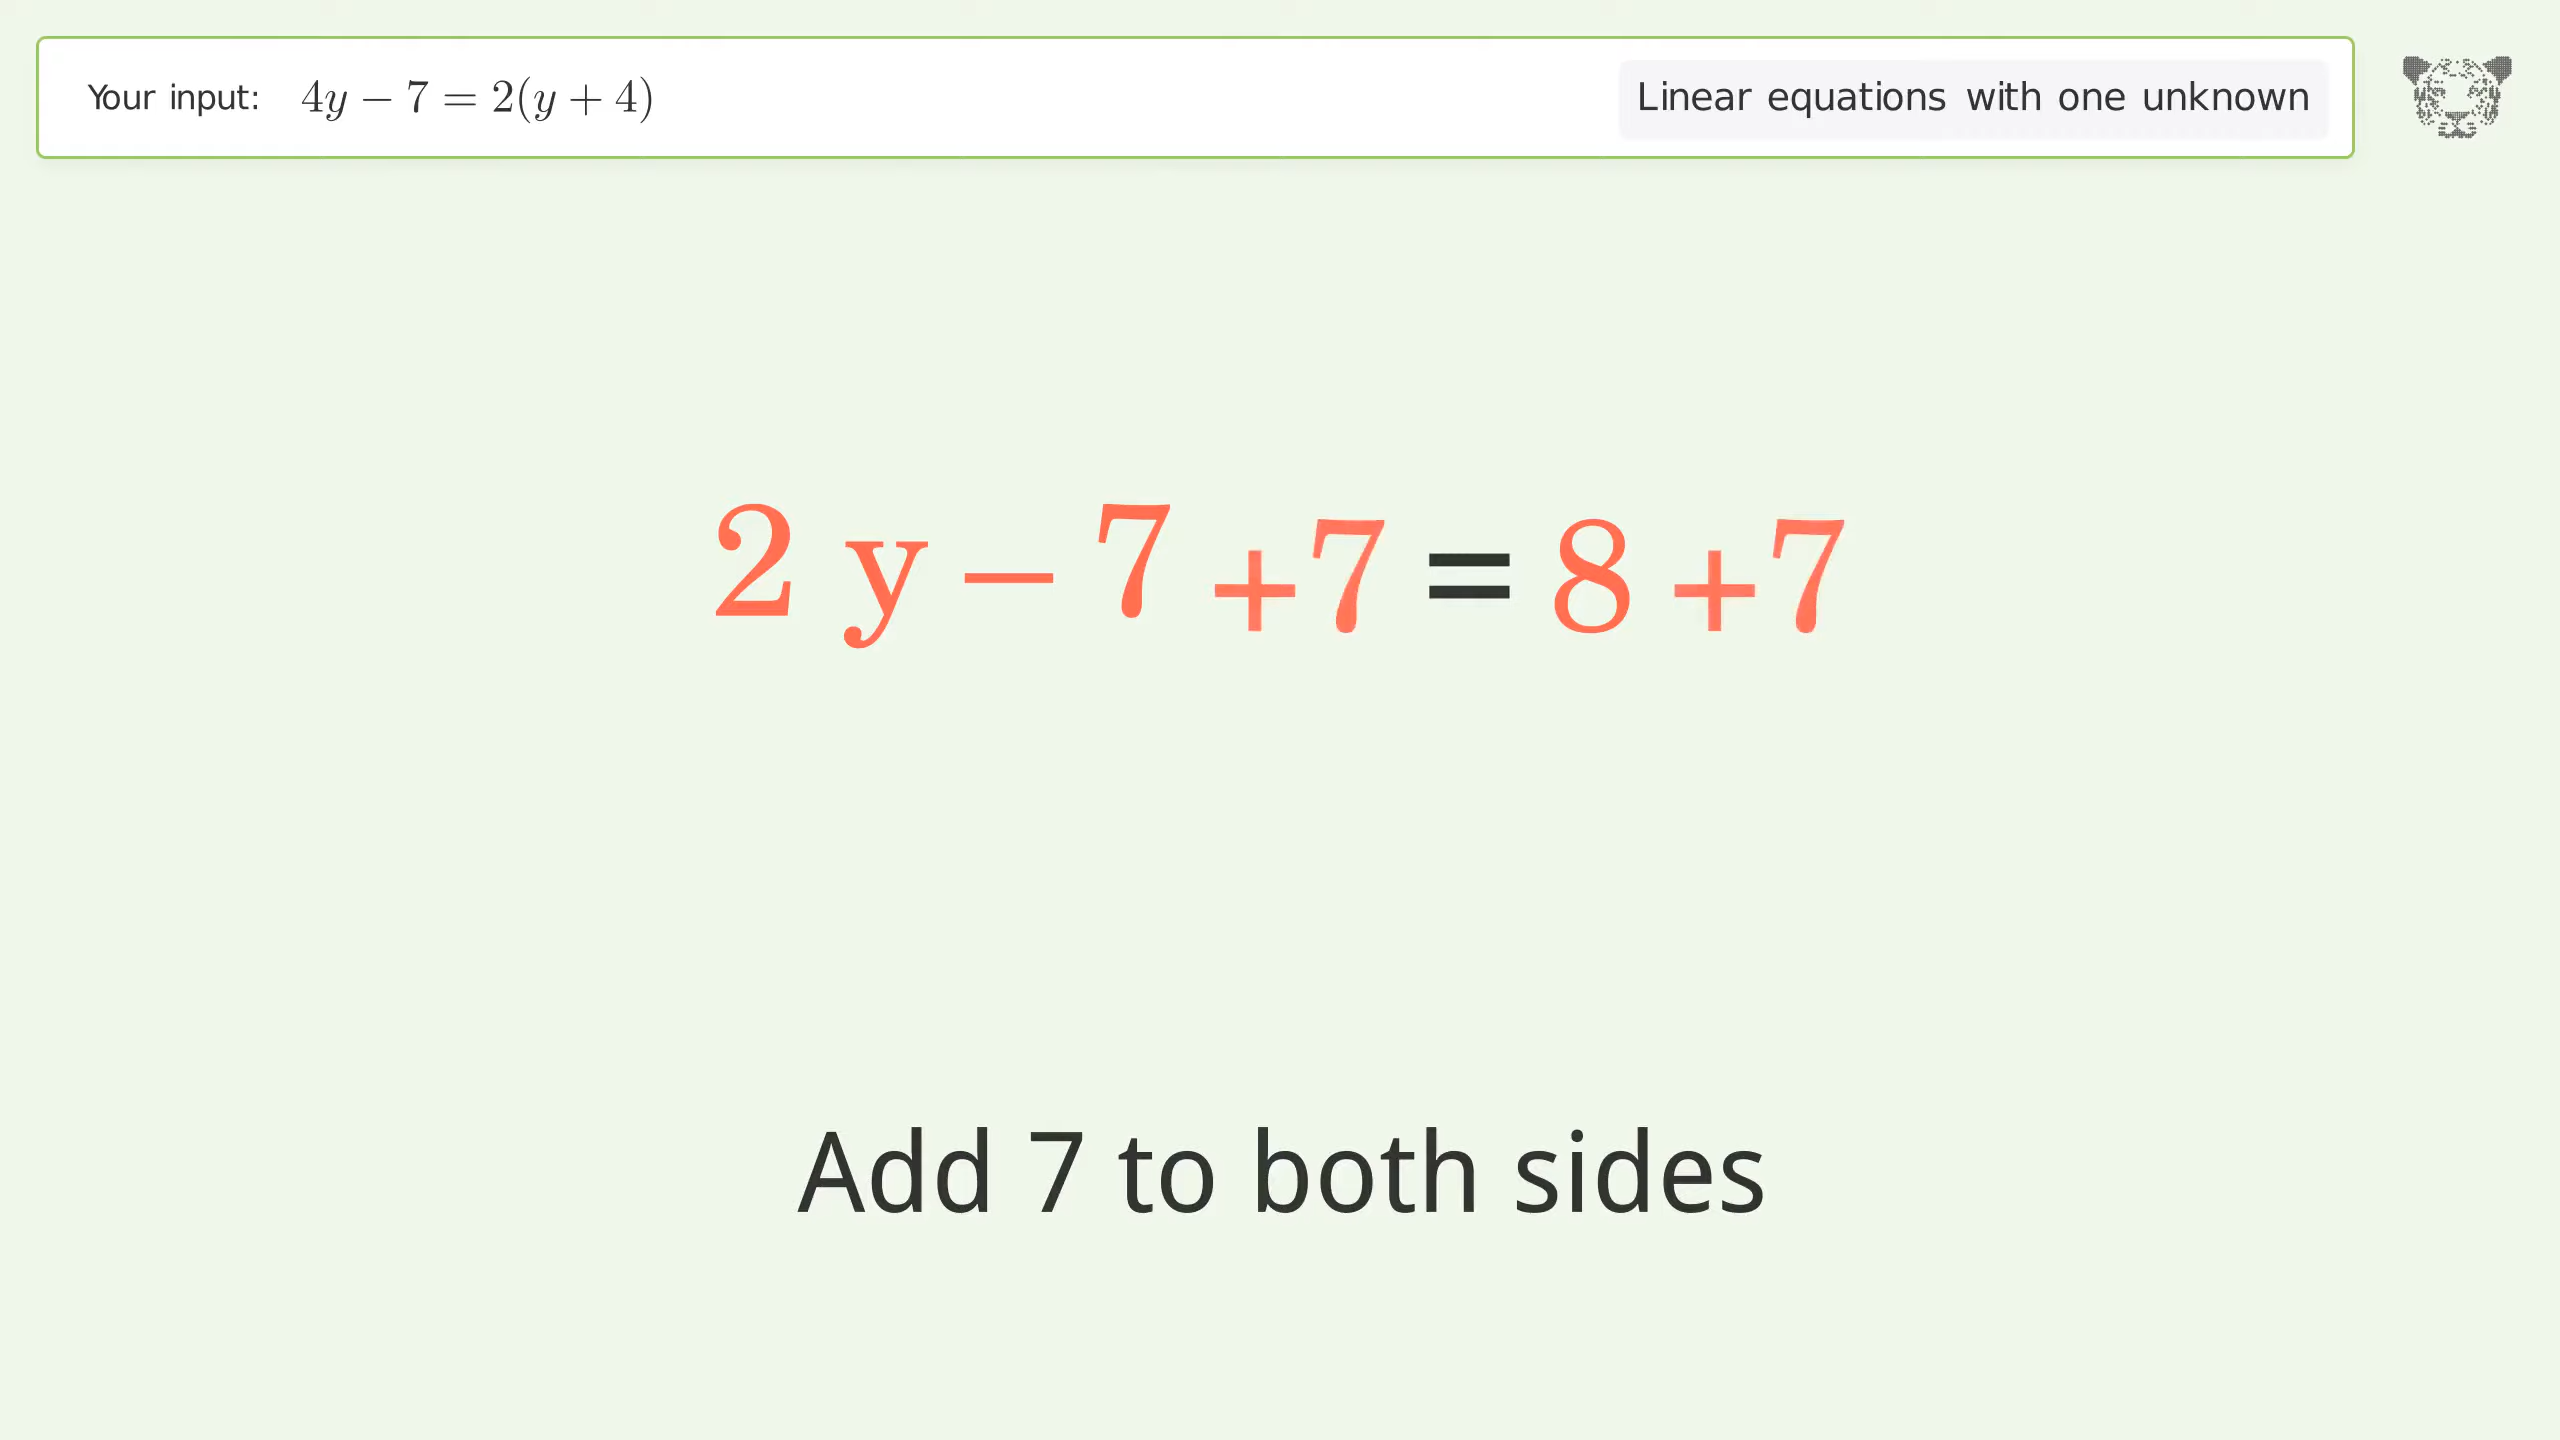 Your input: 4y − 7 = 2(y + 4)
Linear equations with one unknown
2 y − 7 +7 = 8 +7
Add 7 to both sides